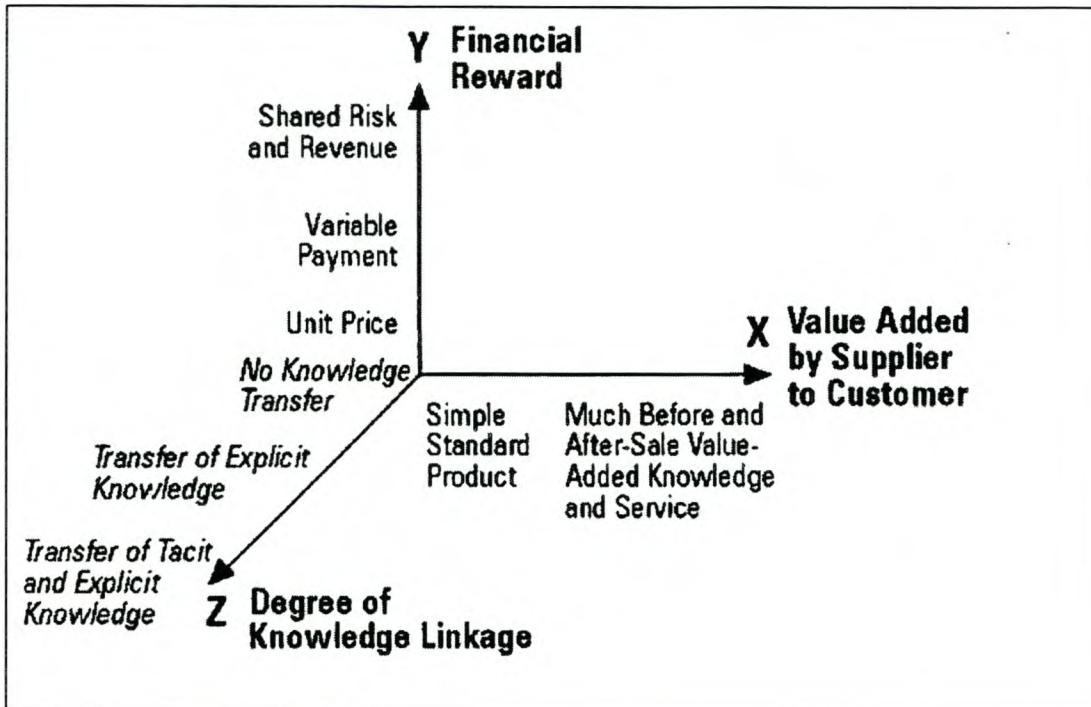 Y Financial
Reward
Shared Risk
and Revenue
Variable
Payment
Unit Price
No Knowledge
Transfer
X Value Added
by Supplier
to Customer
Simple
Standard
Product
Much Before and
After-Sale Value-
Added Knowledge
and Service
Transfer of Explicit
Knowledge
Transfer of Tacit
and Explicit
Knowledge
Z Degree of
Knowledge Linkage